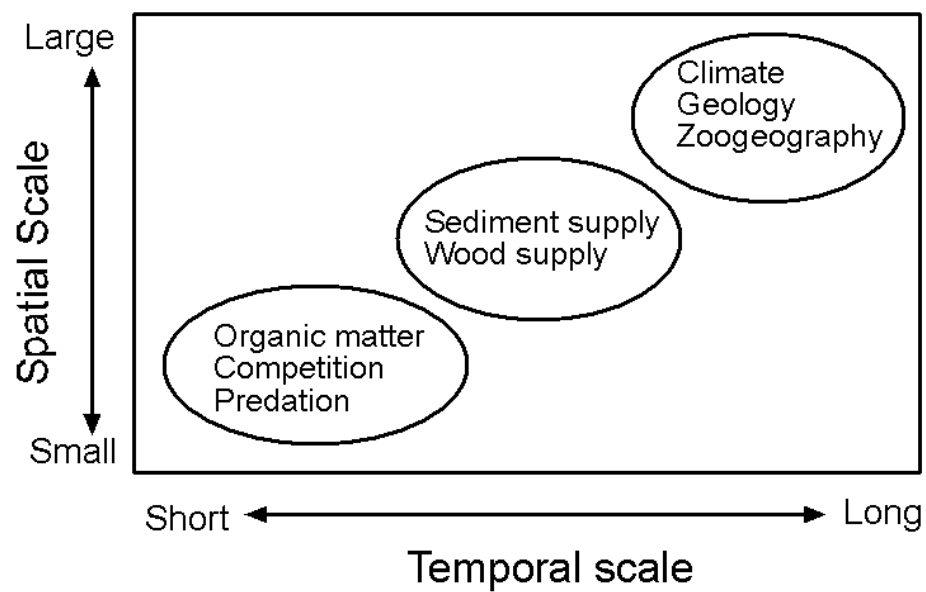 Large
Spatial Scale
Small
Climate
Geology
Zoogeography
Sediment supply
Wood supply
Organic matter
Competition
Predation
Short
Long
Temporal scale